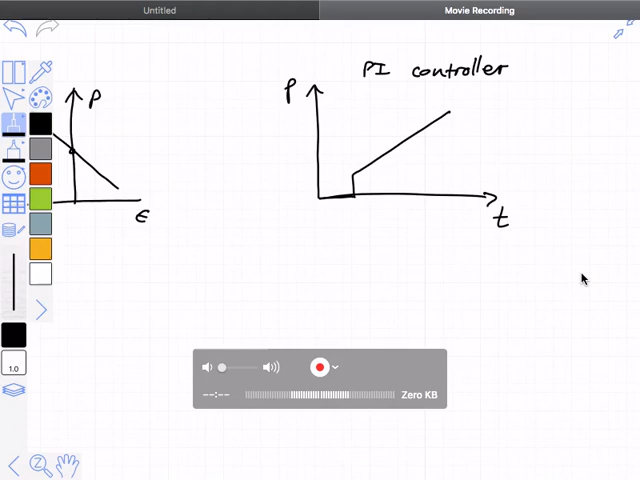 Untitled
Movie Recording
PI controller
P
P
ε
t
1.0
Z
--:--
Zero KB